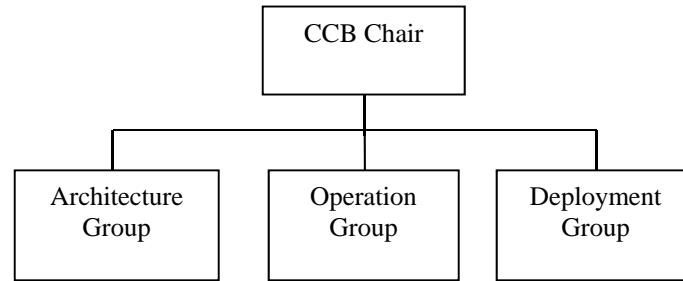 CCB Chair
Architecture
Group
Operation
Group
Deployment
Group